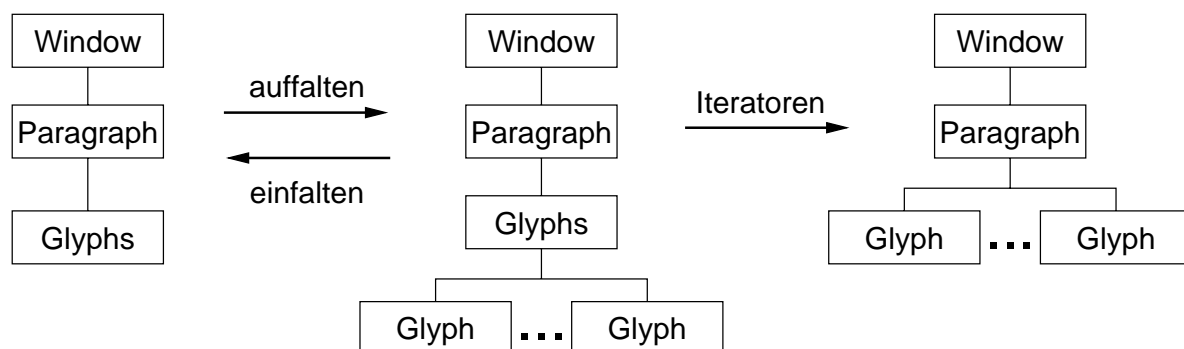 Window
Paragraph
Glyphs
auffalten
einfalten
Window
Paragraph
Glyphs
Glyph ... Glyph
Iteratoren
Window
Paragraph
Glyph ... Glyph